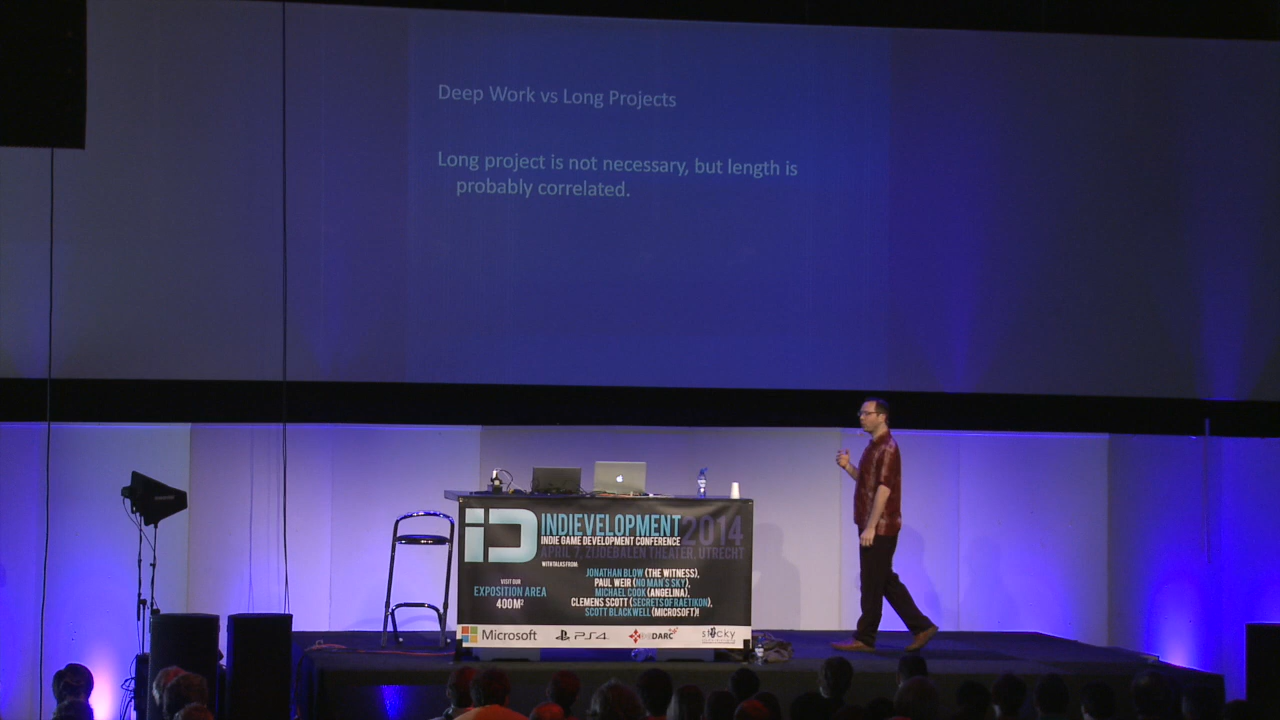 Deep Work vs Long Projects
Long project is not necessary, but length is
probably correlated.
iD
INDIEVELOPMENT 2014
INDIE GAME DEVELOPMENT CONFERENCE
APRIL 7, ZIJDEBALEN THEATER, UTRECHT
WITH TALKS FROM:
JONATHAN BLOW (THE WITNESS),
PAUL WEIR (NO MAN'S SKY),
MICHAEL COOK (ANGELINA),
CLEMENS SCOTT (SECRETS OF RAETIKON),
SCOTT BLACKWELL (MICROSOFT)!
VISIT OUR
EXPOSITION AREA
400M²
Microsoft
PS4